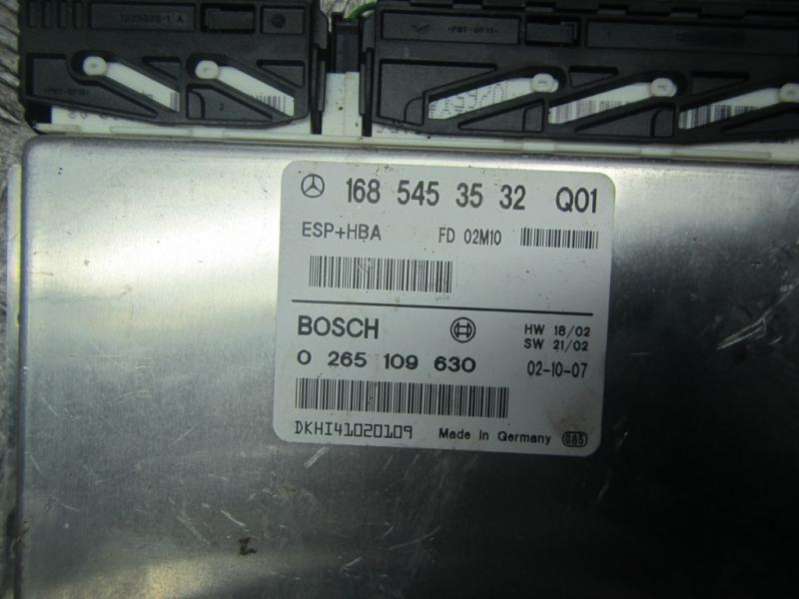 168 545 35 32 Q01
ESP+HBA FD 02M10
BOSCH HW 18/02
SW 21/02
0 265 109 630 02-10-07
DKHI41020109 Made in Germany